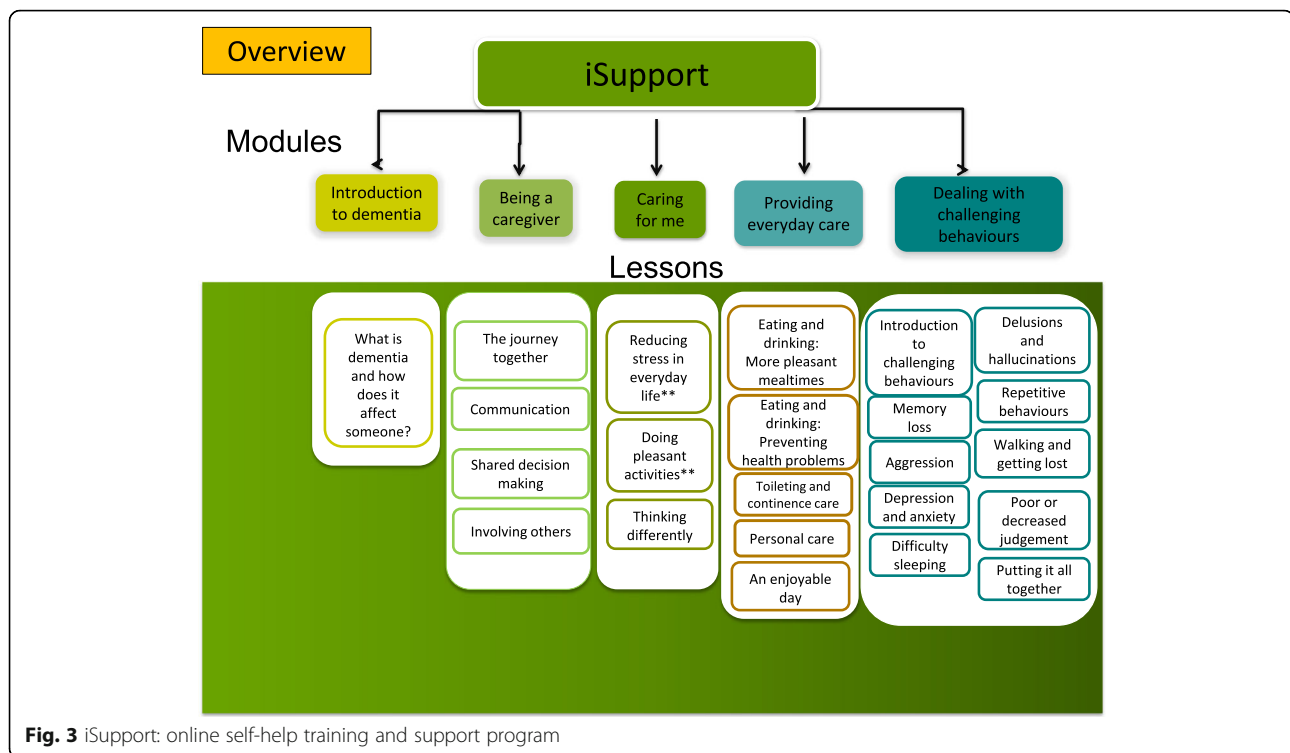 Overview
iSupport
Modules
Introduction
to dementia
Being a
caregiver
Caring
for me
Providing
everyday care
Dealing with
challenging
behaviours
Lessons
What is
dementia
and how
does it
affect
someone?
The journey
together
Communication
Shared decision
making
Involving others
Reducing
stress in
everyday
life**
Doing
pleasant
activities**
Thinking
differently
Eating and
drinking:
More pleasant
mealtimes
Eating and
drinking:
Preventing
health problems
Toileting and
continence care
Personal care
An enjoyable
day
Introduction
to
challenging
behaviours
Memory
loss
Aggression
Depression
and anxiety
Difficulty
sleeping
Delusions
and
hallucinations
Repetitive
behaviours
Walking and
getting lost
Poor or
decreased
judgement
Putting it all
together
Fig. 3 iSupport: online self-help training and support program